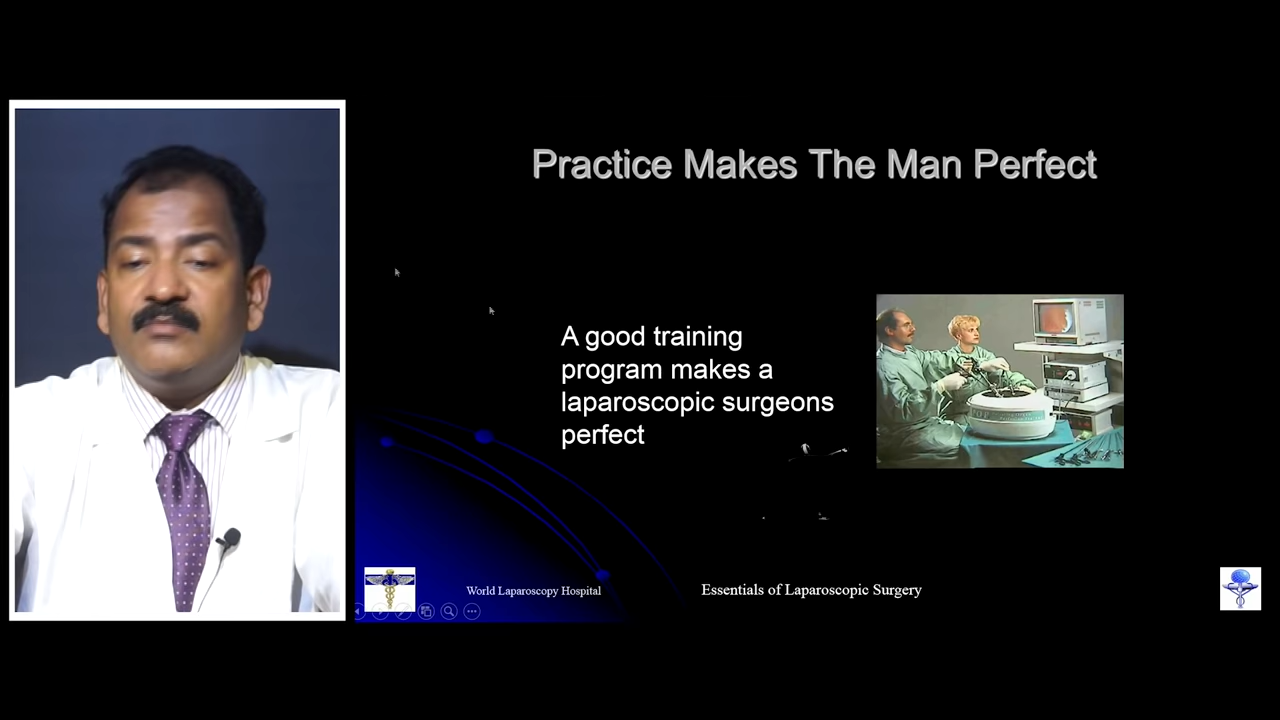 Practice Makes The Man Perfect
A good training
program makes a
laparoscopic surgeons
perfect
World Laparoscopy Hospital
Essentials of Laparoscopic Surgery